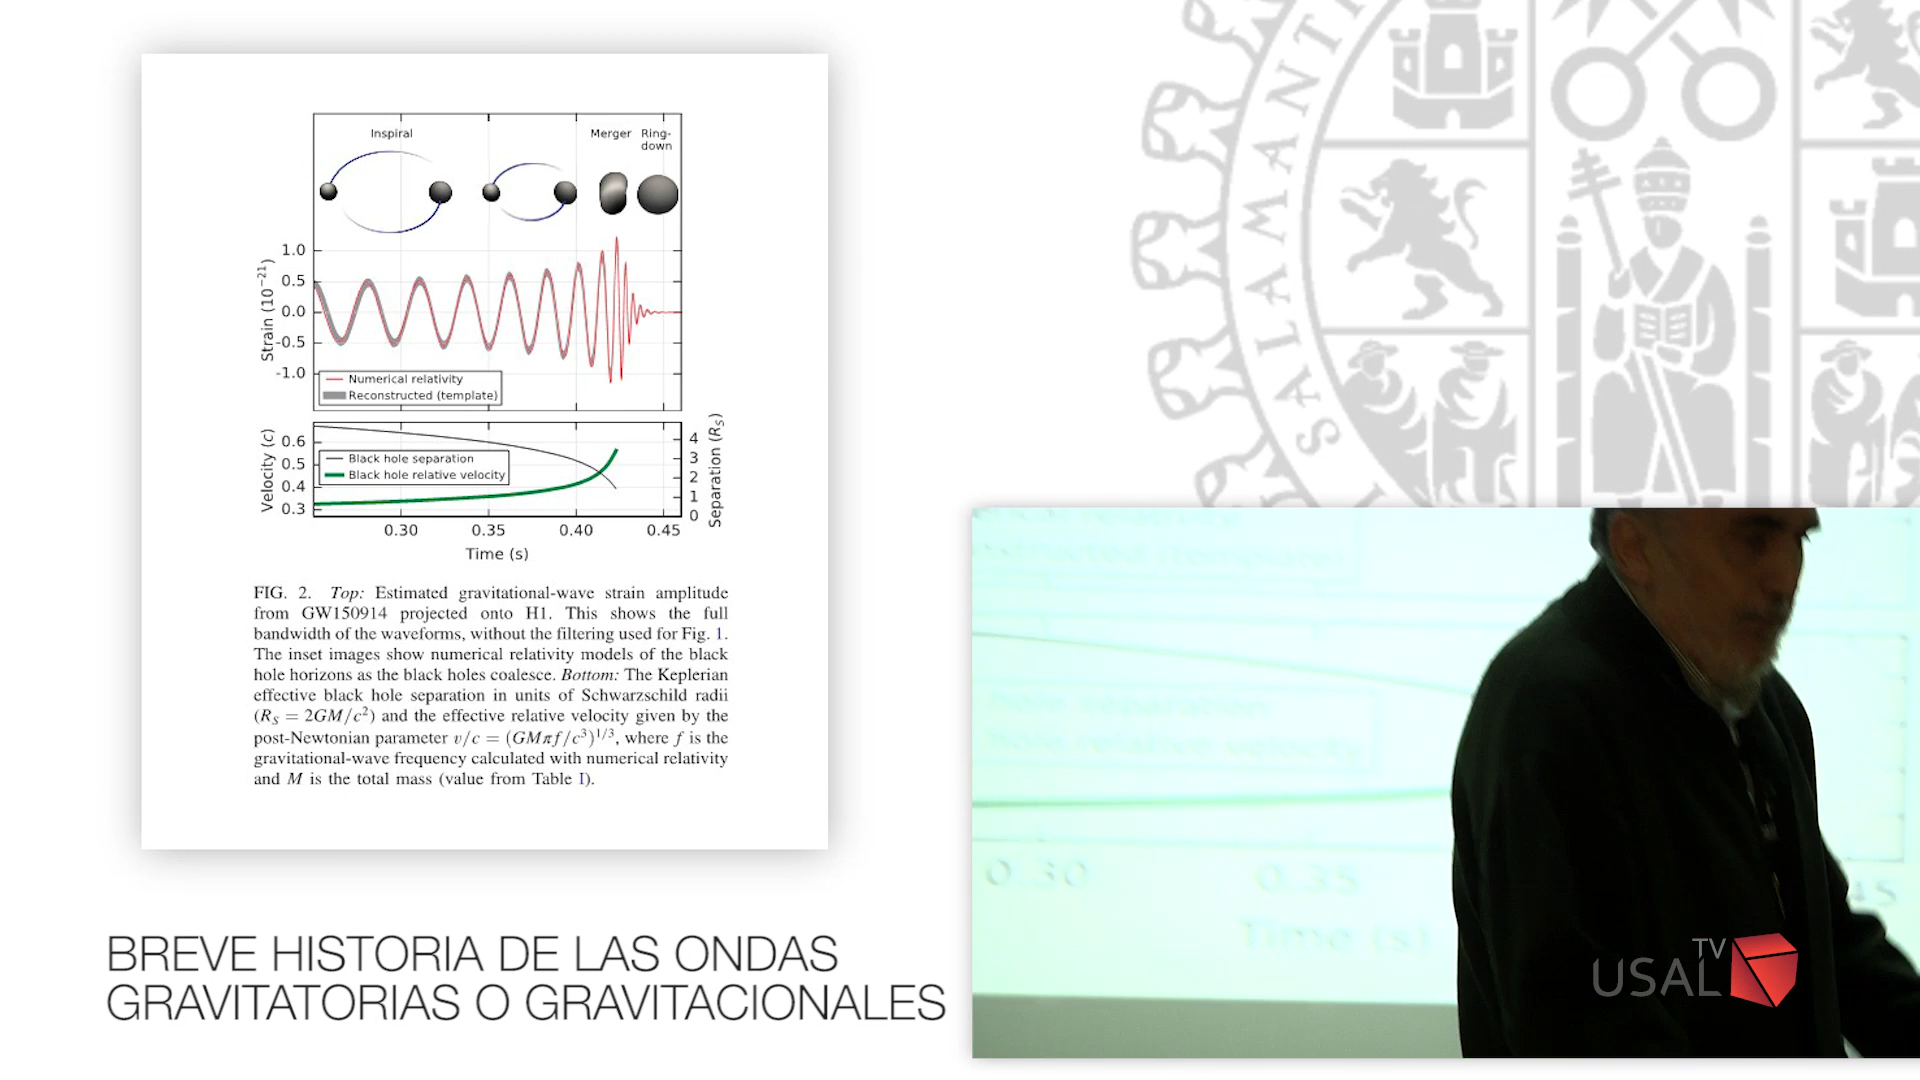 Inspiral
Merger
Ring-
down
Strain (10⁻²¹)
1.0
0.5
0.0
-0.5
-1.0
Numerical relativity
Reconstructed (template)
Velocity (c)
0.6
0.5
0.4
0.3
Black hole separation
Black hole relative velocity
4
3
2
1
0
Separation (R_S)
0.30 0.35 0.40 0.45
Time (s)
FIG. 2. Top: Estimated gravitational-wave strain amplitude
from GW150914 projected onto H1. This shows the full
bandwidth of the waveforms, without the filtering used for Fig. 1.
The inset images show numerical relativity models of the black
hole horizons as the black holes coalesce. Bottom: The Keplerian
effective black hole separation in units of Schwarzschild radii
(R_S = 2GM/c²) and the effective relative velocity given by the
post-Newtonian parameter v/c = (GMπf/c³)^1/3, where f is the
gravitational-wave frequency calculated with numerical relativity
and M is the total mass (value from Table I).
BREVE HISTORIA DE LAS ONDAS
GRAVITATORIAS O GRAVITACIONALES
SALAMANTI
(template)
hole separation
hole relative velocity
0.30 0.35 45
Time (s)
TV
USAL